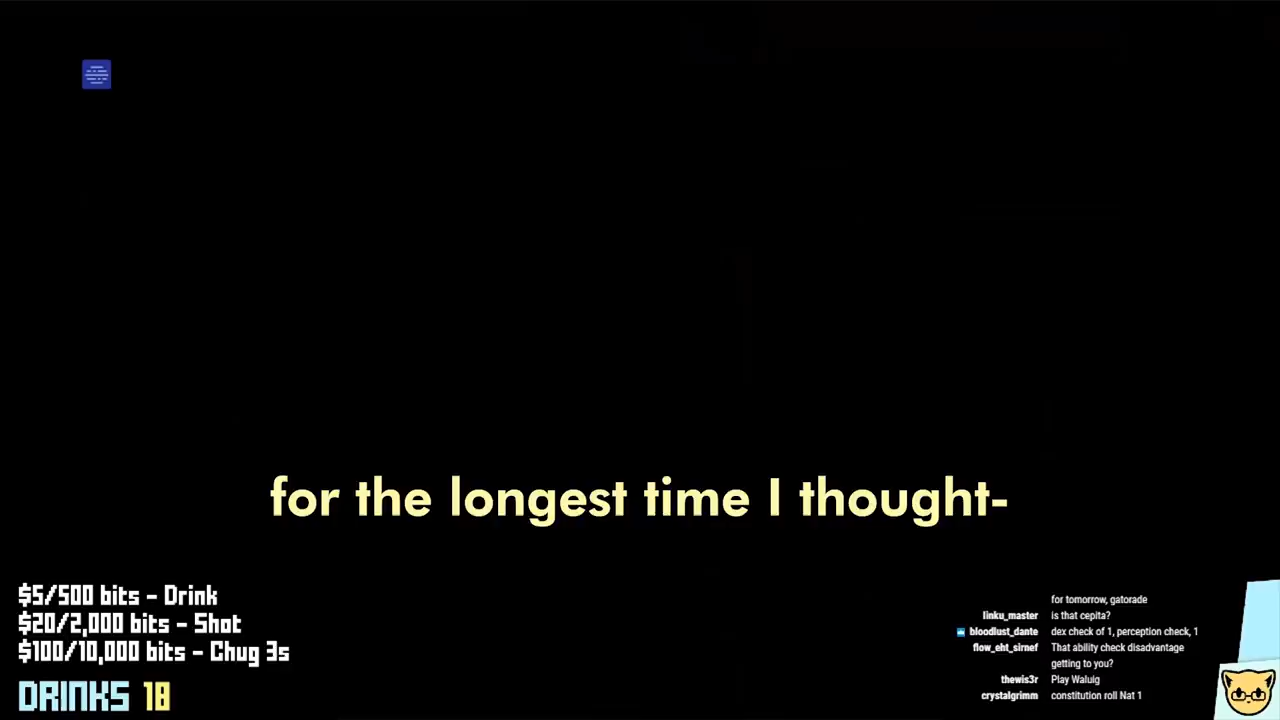 for the longest time I thought-
$5/500 bits - Drink
$20/2,000 bits - Shot
$100/10,000 bits - Chug 3s
DRINKS 18
for tomorrow, gatorade
linku_master is that cepita?
bloodlust_dante dex check of 1, perception check, 1
flow_eht_sirnef That ability check disadvantage
getting to you?
thewis3r Play Walulg
crystalgrimm constitution roll Nat 1